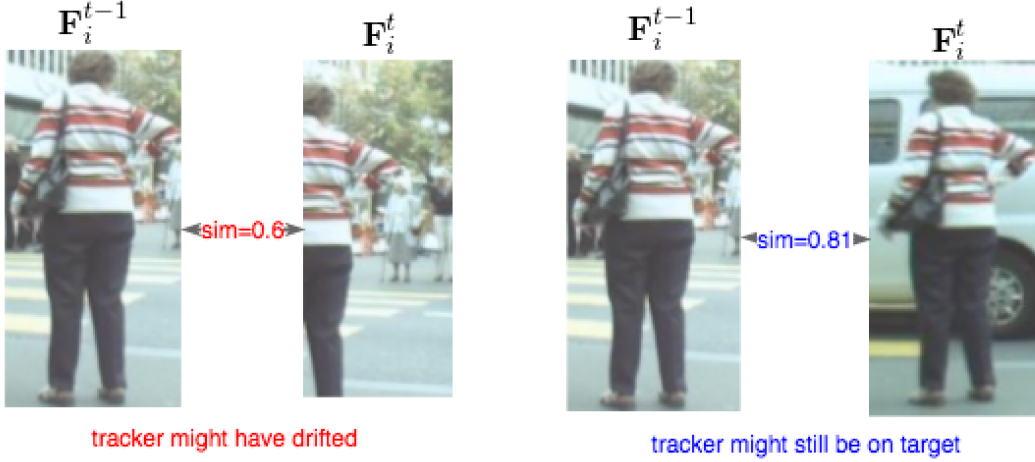 F_i^{t-1}
F_i^t
F_i^{t-1}
F_i^t
sim=0.6
sim=0.81
tracker might have drifted
tracker might still be on target